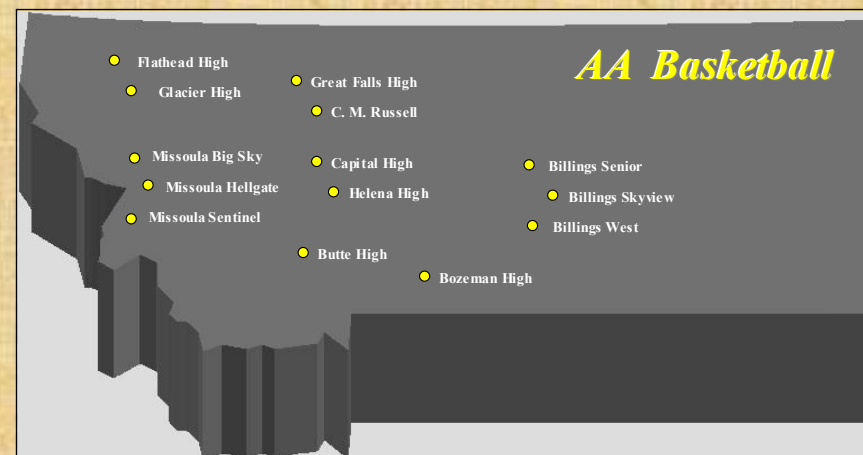 AA Basketball
Flathead High
Glacier High
Great Falls High
C. M. Russell
Missoula Big Sky
Missoula Hellgate
Missoula Sentinel
Capital High
Helena High
Billings Senior
Billings Skyview
Billings West
Butte High
Bozeman High